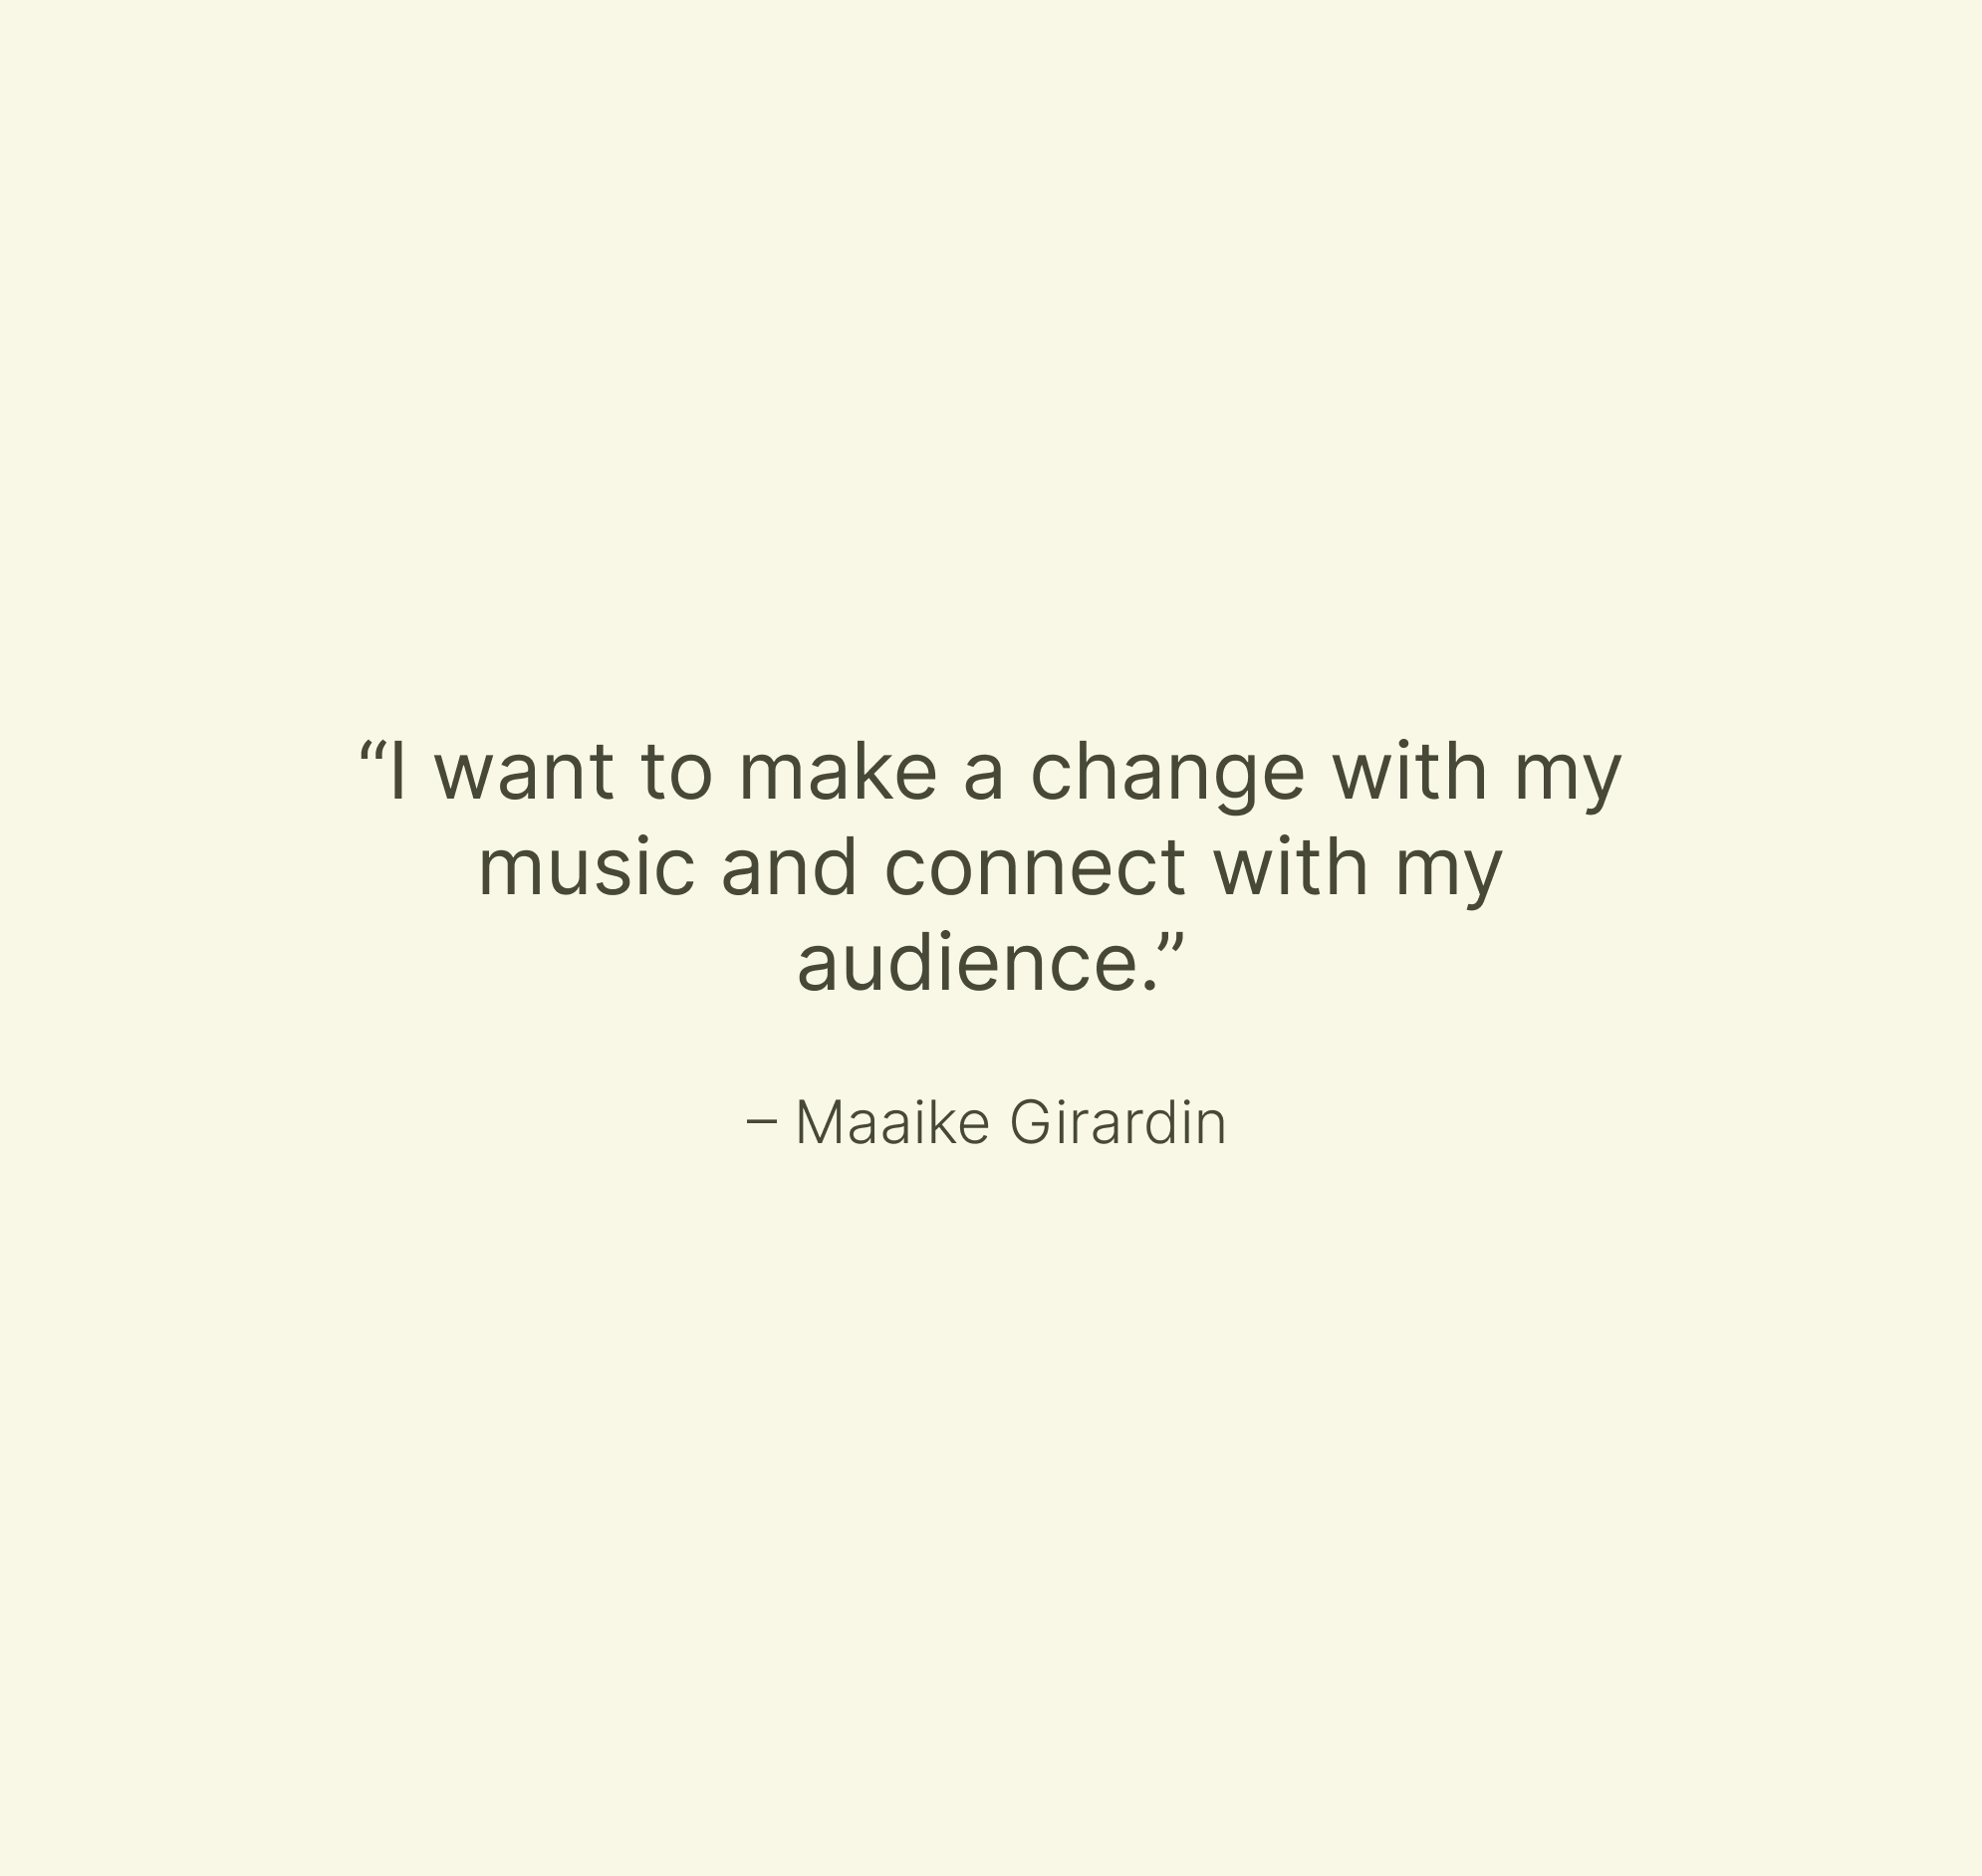 “I want to make a change with my
music and connect with my
audience.”
– Maaike Girardin